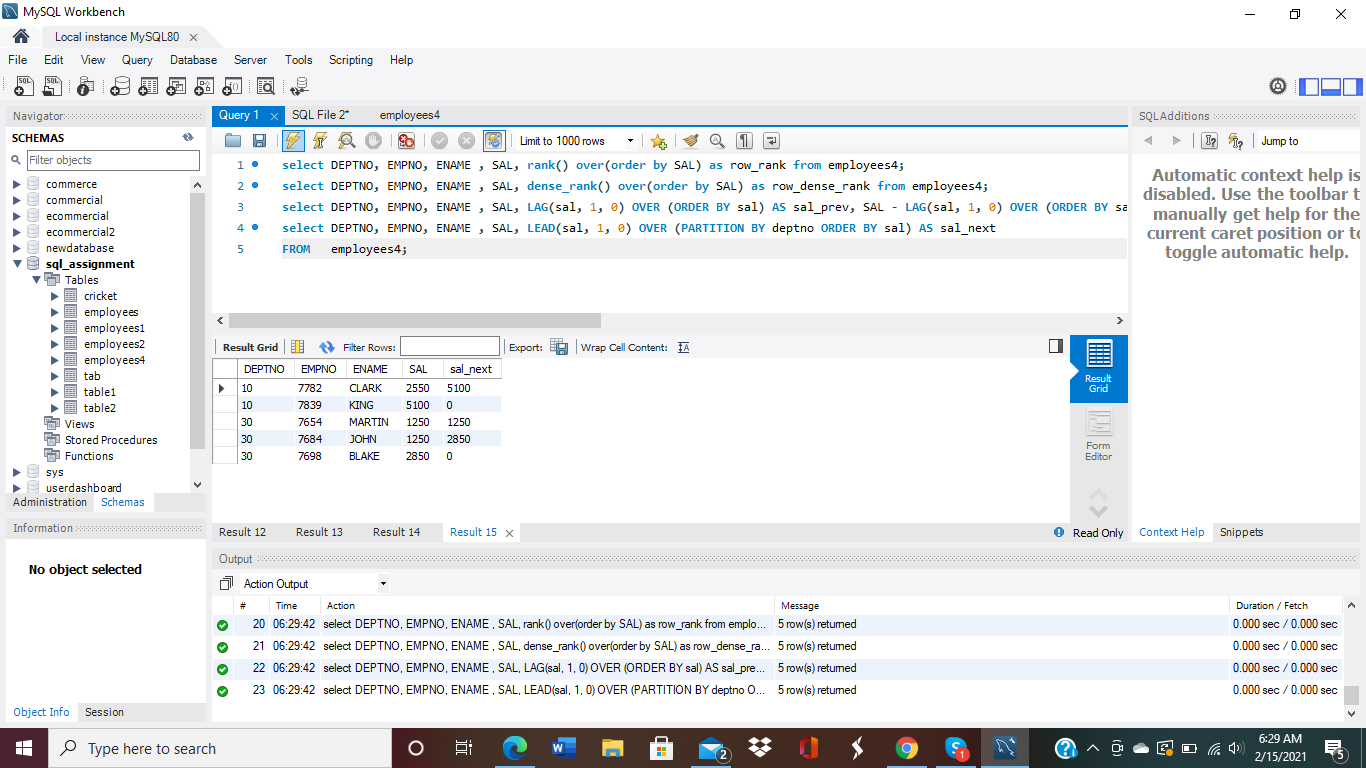 MySQL Workbench
Local instance MySQL80
File Edit View Query Database Server Tools Scripting Help
Navigator
SCHEMAS
Filter objects
commerce
commercial
ecommercial
ecommercial2
newdatabase
sql_assignment
Tables
cricket
employees
employees1
employees2
employees4
tab
table1
table2
Views
Stored Procedures
Functions
sys
userdashboard
Administration Schemas
Information
No object selected
Object Info Session
Query 1 SQL File 2* employees4
Limit to 1000 rows
1 select DEPTNO, EMPNO, ENAME , SAL, rank() over(order by SAL) as row_rank from employees4;
2 select DEPTNO, EMPNO, ENAME , SAL, dense_rank() over(order by SAL) as row_dense_rank from employees4;
3 select DEPTNO, EMPNO, ENAME , SAL, LAG(sal, 1, 0) OVER (ORDER BY sal) AS sal_prev, SAL - LAG(sal, 1, 0) OVER (ORDER BY sa
4 select DEPTNO, EMPNO, ENAME , SAL, LEAD(sal, 1, 0) OVER (PARTITION BY deptno ORDER BY sal) AS sal_next
5 FROM employees4;
Result Grid Filter Rows: Export: Wrap Cell Content:
DEPTNO EMPNO ENAME SAL sal_next
10 7782 CLARK 2550 5100
10 7839 KING 5100 0
30 7654 MARTIN 1250 1250
30 7684 JOHN 1250 2850
30 7698 BLAKE 2850 0
Result
Grid
Form
Editor
Result 12 Result 13 Result 14 Result 15
Read Only
SQLAdditions
Jump to
Automatic context help is
disabled. Use the toolbar t
manually get help for the
current caret position or to
toggle automatic help.
Context Help Snippets
Output
Action Output
# Time Action Message Duration / Fetch
20 06:29:42 select DEPTNO, EMPNO, ENAME , SAL, rank() over(order by SAL) as row_rank from emplo... 5 row(s) returned 0.000 sec / 0.000 sec
21 06:29:42 select DEPTNO, EMPNO, ENAME , SAL, dense_rank() over(order by SAL) as row_dense_ra... 5 row(s) returned 0.000 sec / 0.000 sec
22 06:29:42 select DEPTNO, EMPNO, ENAME , SAL, LAG(sal, 1, 0) OVER (ORDER BY sal) AS sal_pre... 5 row(s) returned 0.000 sec / 0.000 sec
23 06:29:42 select DEPTNO, EMPNO, ENAME , SAL, LEAD(sal, 1, 0) OVER (PARTITION BY deptno O... 5 row(s) returned 0.000 sec / 0.000 sec
Type here to search
2
1
6:29 AM
2/15/2021
5